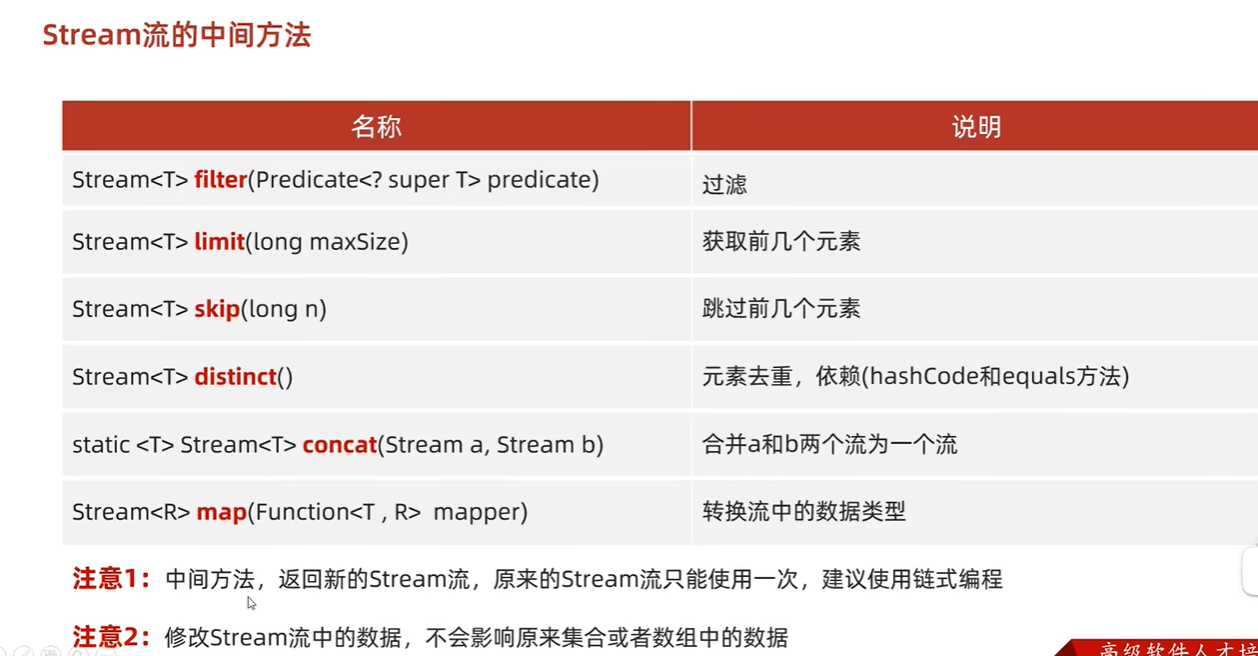 Stream流的中间方法
名称 说明
Stream<T> filter(Predicate<? super T> predicate) 过滤
Stream<T> limit(long maxSize) 获取前几个元素
Stream<T> skip(long n) 跳过前几个元素
Stream<T> distinct() 元素去重，依赖(hashCode和equals方法)
static <T> Stream<T> concat(Stream a, Stream b) 合并a和b两个流为一个流
Stream<R> map(Function<T , R>  mapper) 转换流中的数据类型
注意1：中间方法，返回新的Stream流，原来的Stream流只能使用一次，建议使用链式编程
注意2：修改Stream流中的数据，不会影响原来集合或者数组中的数据
高级软件人才培